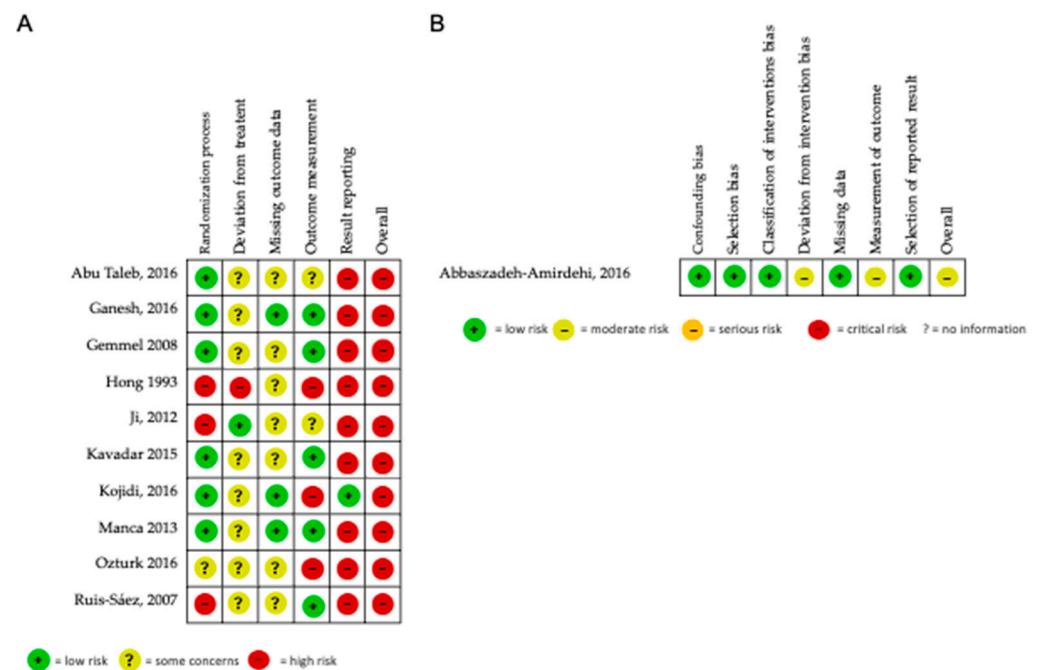 A
Randomization process
Deviation from treatent
Missing outcome data
Outcome measurement
Result reporting
Overall
Abu Taleb, 2016 + ? ? ? - -
Ganesh, 2016 + ? + + - -
Gemmel 2008 + ? ? + - -
Hong 1993 - - ? - - -
Ji, 2012 - + ? ? - -
Kavadar 2015 + ? ? + - -
Kojidi, 2016 + ? + - + -
Manca 2013 + ? + + - -
Ozturk 2016 ? ? ? - - -
Ruis-Sáez, 2007 - ? ? + - -
+ = low risk ? = some concerns - = high risk
B
Confounding bias
Selection bias
Classification of interventions bias
Deviation from intervention bias
Missing data
Measurement of outcome
Selection of reported result
Overall
Abbaszadeh-Amirdehi, 2016 + + + - + - + -
+ = low risk - = moderate risk - = serious risk - = critical risk ? = no information